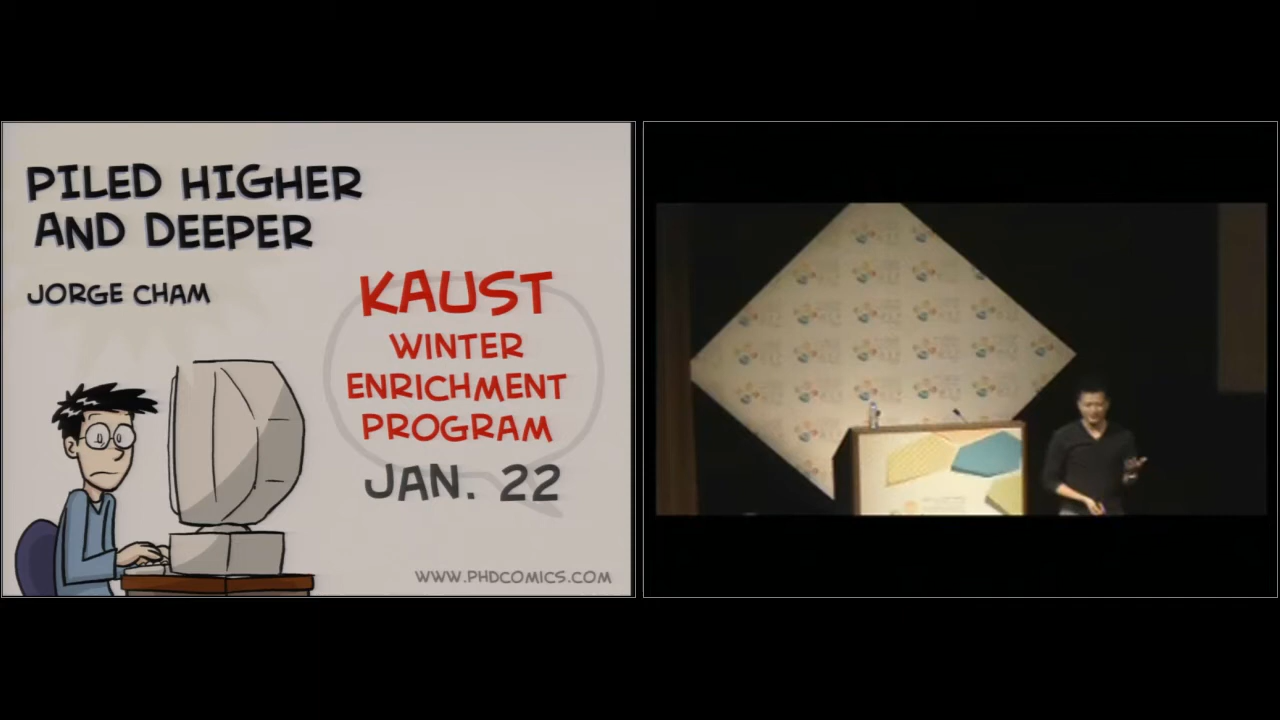 PILED HIGHER
AND DEEPER
JORGE CHAM
KAUST
WINTER
ENRICHMENT
PROGRAM
JAN. 22
WWW.PHDCOMICS.COM